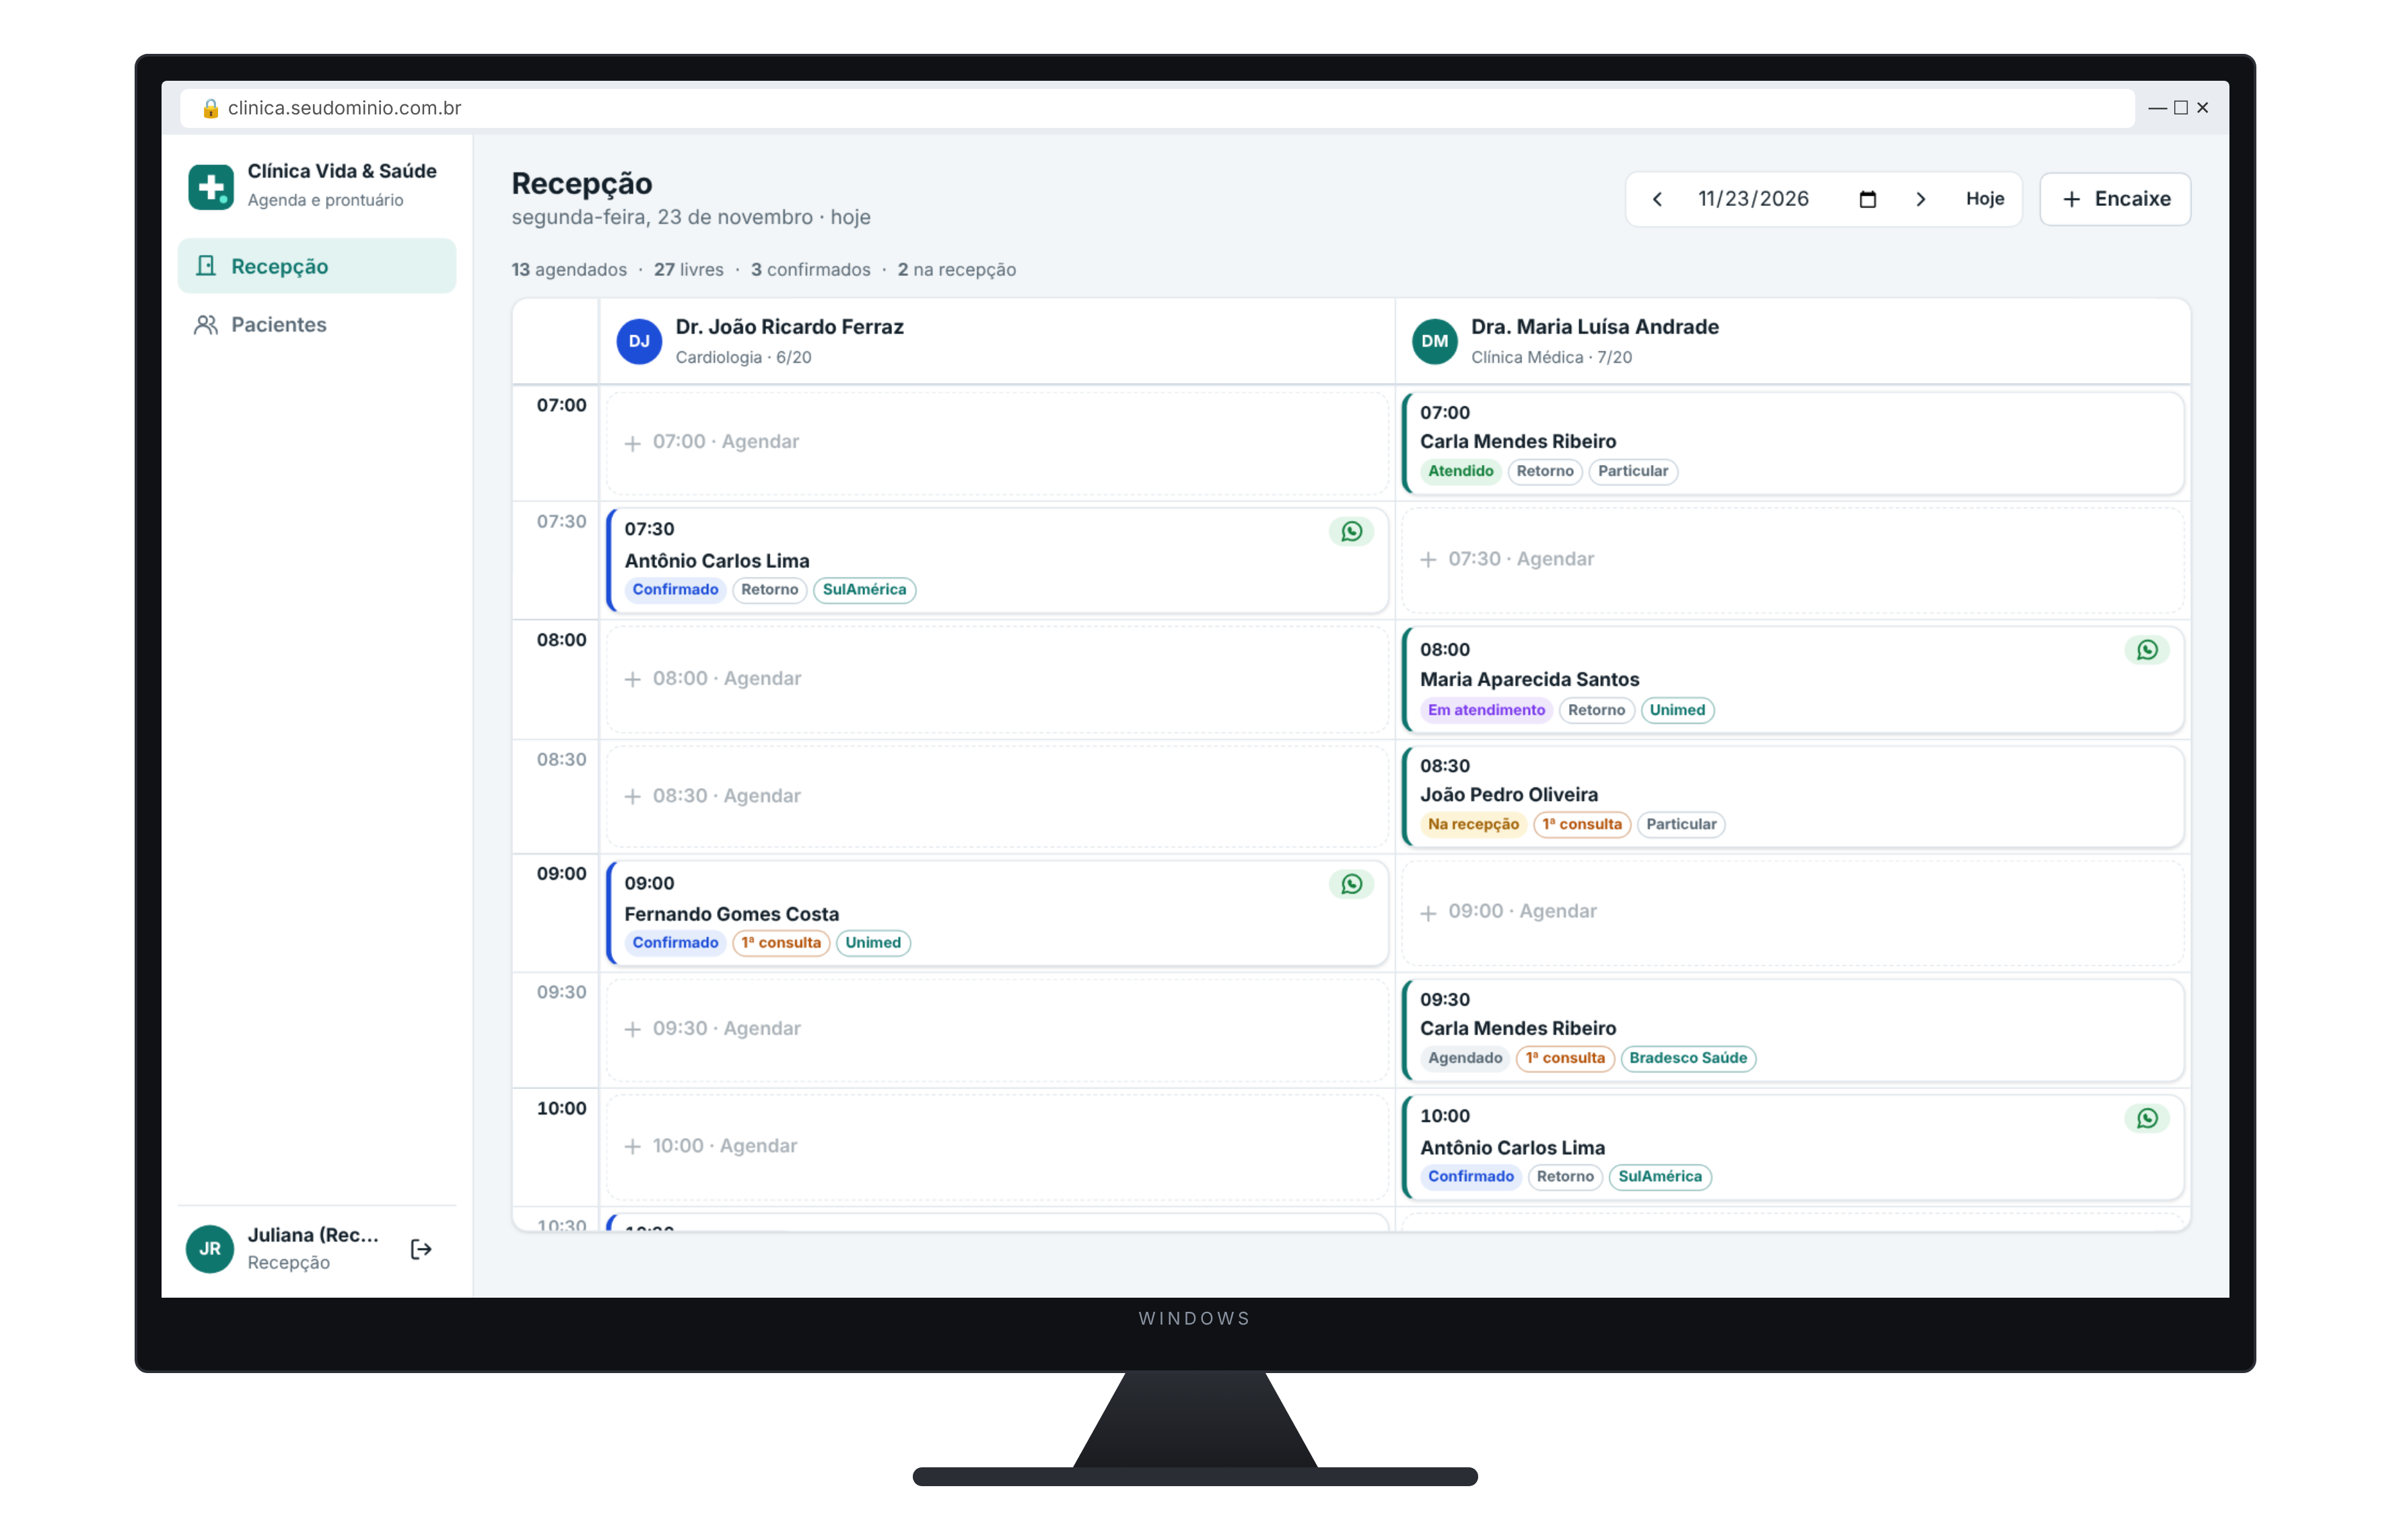 clinica.seudominio.com.br
Clínica Vida & Saúde
Agenda e prontuário
Recepção
Pacientes
Juliana (Rec...
Recepção
JR
Recepção
segunda-feira, 23 de novembro · hoje
11/23/2026
Hoje
+ Encaixe
13 agendados · 27 livres · 3 confirmados · 2 na recepção
DJ
Dr. João Ricardo Ferraz
Cardiologia · 6/20
DM
Dra. Maria Luísa Andrade
Clínica Médica · 7/20
07:00
+ 07:00 · Agendar
07:00
Carla Mendes Ribeiro
Atendido Retorno Particular
07:30
07:30
Antônio Carlos Lima
Confirmado Retorno SulAmérica
+ 07:30 · Agendar
08:00
+ 08:00 · Agendar
08:00
Maria Aparecida Santos
Em atendimento Retorno Unimed
08:30
+ 08:30 · Agendar
08:30
João Pedro Oliveira
Na recepção 1ª consulta Particular
09:00
09:00
Fernando Gomes Costa
Confirmado 1ª consulta Unimed
+ 09:00 · Agendar
09:30
+ 09:30 · Agendar
09:30
Carla Mendes Ribeiro
Agendado 1ª consulta Bradesco Saúde
10:00
+ 10:00 · Agendar
10:00
Antônio Carlos Lima
Confirmado Retorno SulAmérica
10:30
10:30
WINDOWS